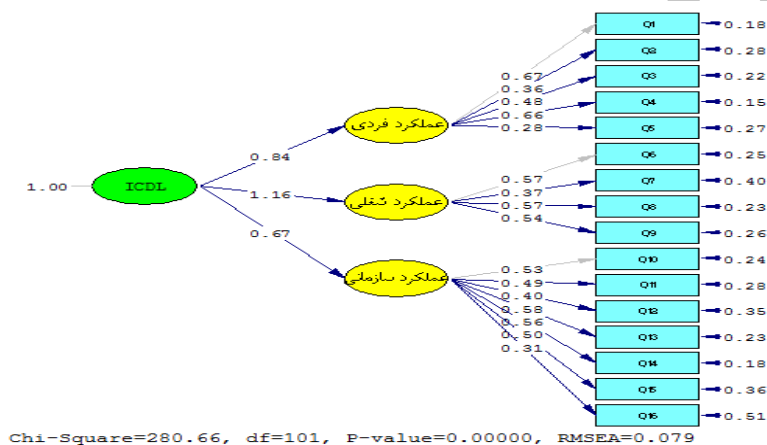 Q1 0.18
Q2 0.28
0.67 Q3 0.22
0.36
0.48 Q4 0.15
0.66
عملکرد فردی 0.28 Q5 0.27
0.84 Q6 0.25
0.57 Q7 0.40
0.37
1.00 ICDL 1.16 عملکرد شغلی 0.57 Q8 0.23
0.54 Q9 0.26
0.67 Q10 0.24
0.53
عملکرد سازمانی 0.49 Q11 0.28
0.40 Q12 0.35
0.58
0.56 Q13 0.23
0.50
0.31 Q14 0.18
Q15 0.36
Q16 0.51
Chi-Square=280.66, df=101, P-value=0.00000, RMSEA=0.079